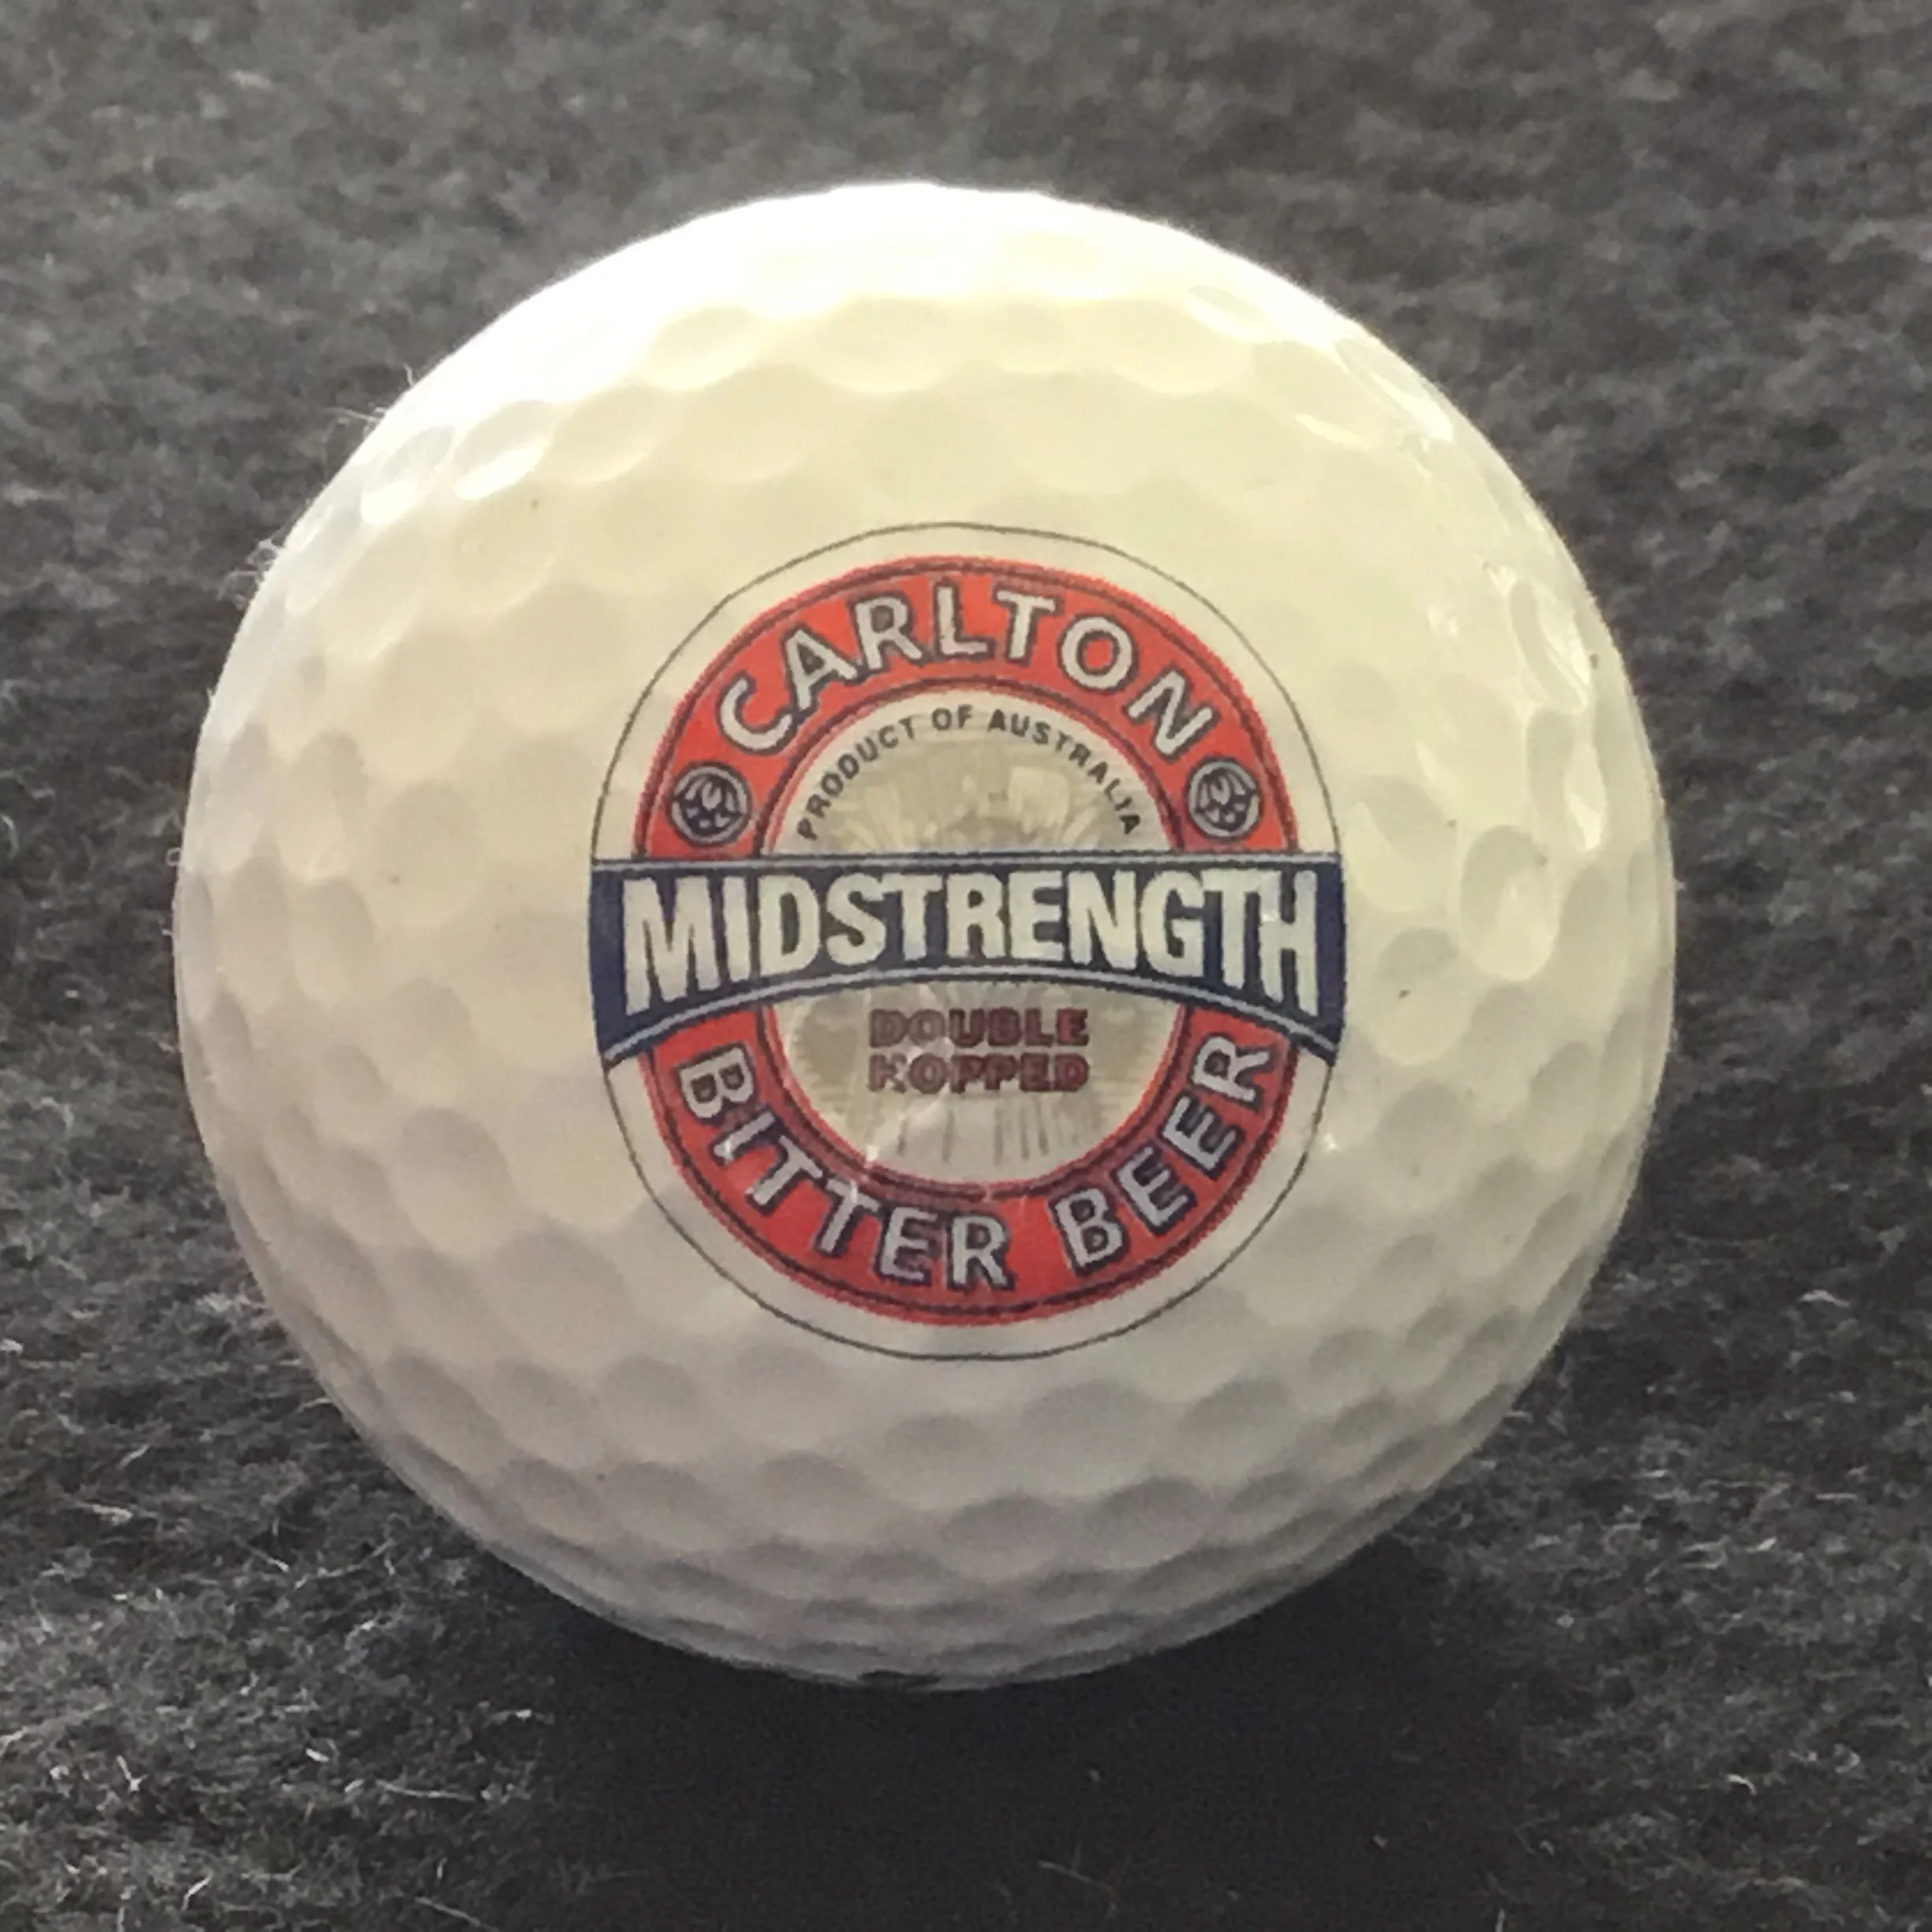 CARLTON
PRODUCT OF AUSTRALIA
MIDSTRENGTH
DOUBLE
HOPPED
BITTER BEER